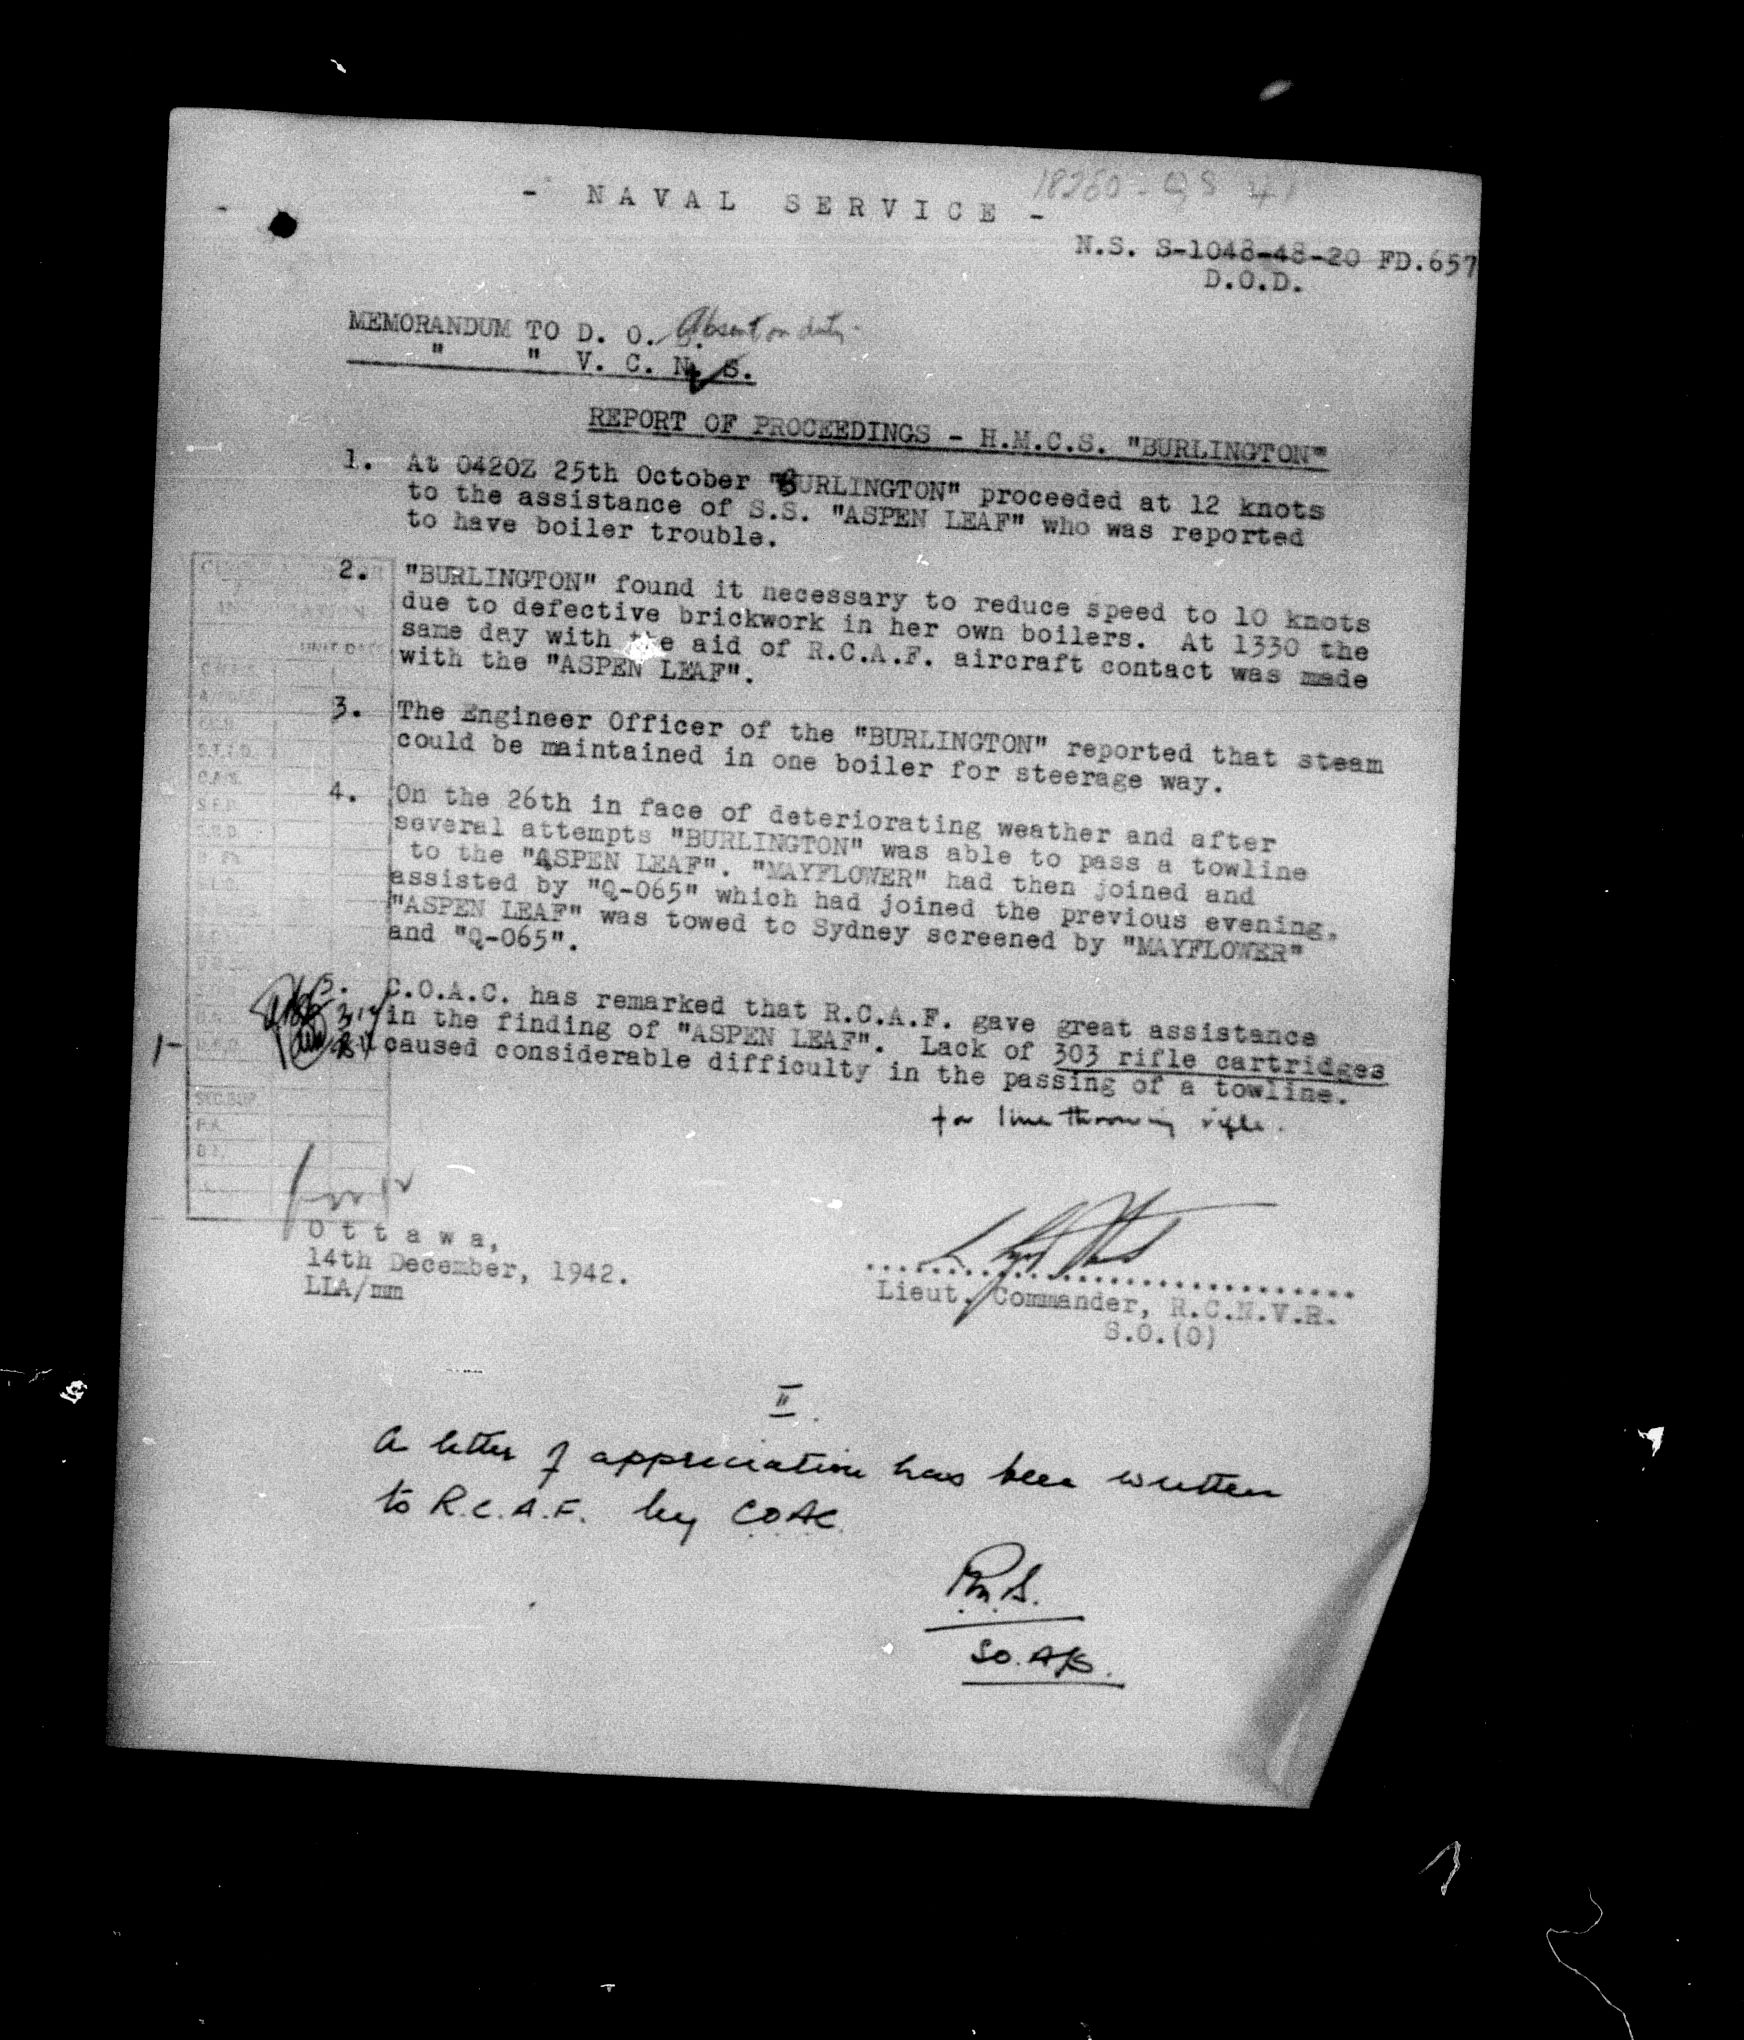 - NAVAL SERVICE -
N.S. S-1048-48-20 FD.657
D.O.D.
MEMORANDUM TO D. O. Absent on duty.
" " V. C. N. S.
REPORT OF PROCEEDINGS - H.M.C.S. "BURLINGTON"
1. At 0420Z 25th October "BURLINGTON" proceeded at 12 knots
to the assistance of S.S. "ASPEN LEAF" who was reported
to have boiler trouble.
2. "BURLINGTON" found it necessary to reduce speed to 10 knots
due to defective brickwork in her own boilers. At 1330 the
same day with the aid of R.C.A.F. aircraft contact was made
with the "ASPEN LEAF".
3. The Engineer Officer of the "BURLINGTON" reported that steam
could be maintained in one boiler for steerage way.
4. On the 26th in face of deteriorating weather and after
several attempts "BURLINGTON" was able to pass a towline
to the "ASPEN LEAF". "MAYFLOWER" had then joined and
assisted by "Q-065" which had joined the previous evening,
"ASPEN LEAF" was towed to Sydney screened by "MAYFLOWER"
and "Q-065".
5. C.O.A.C. has remarked that R.C.A.F. gave great assistance
in the finding of "ASPEN LEAF". Lack of 303 rifle cartridges
caused considerable difficulty in the passing of a towline.
for line throwing rifle.
Ottawa,
14th December, 1942.
LLA/mm
Lieut. Commander, R.C.N.V.R.
S.O.(O)
II.
A letter of appreciation has been written
to R.C.A.F. by COAC.
S.O. A/S.